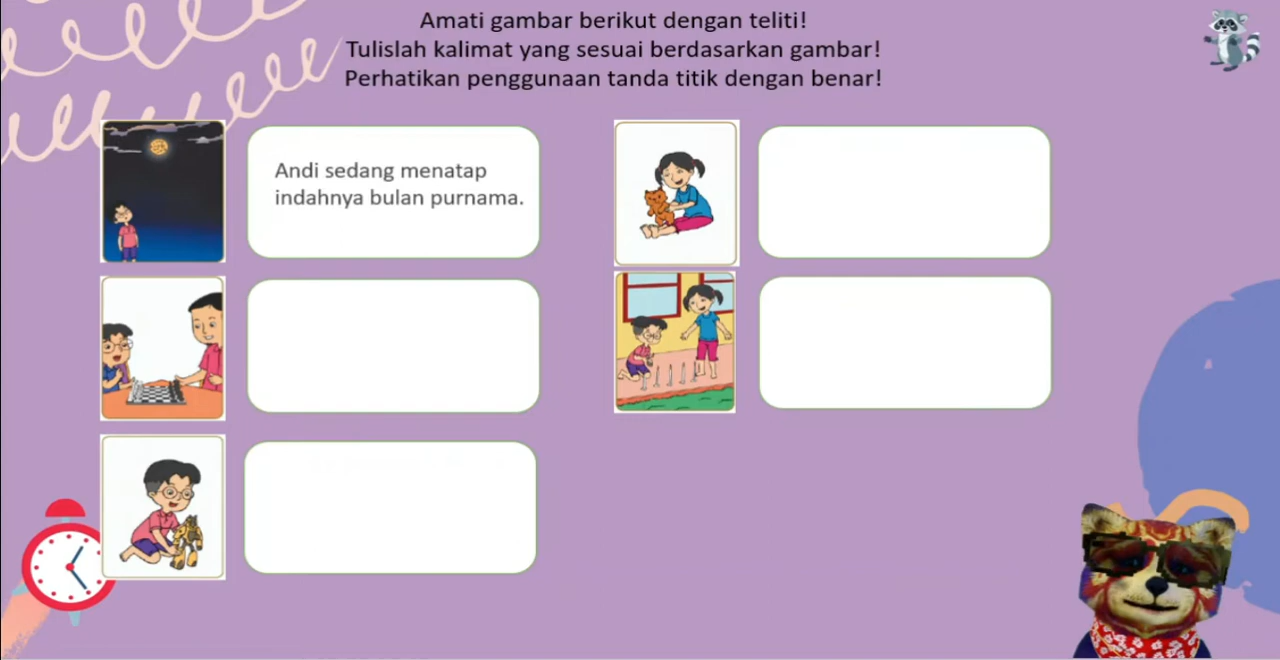 Amati gambar berikut dengan teliti!
Tulislah kalimat yang sesuai berdasarkan gambar!
Perhatikan penggunaan tanda titik dengan benar!
Andi sedang menatap
indahnya bulan purnama.